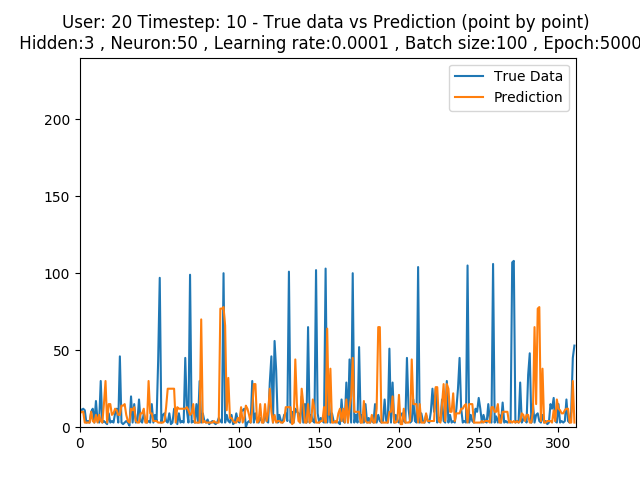 User: 20 Timestep: 10 - True data vs Prediction (point by point)
Hidden:3 , Neuron:50 , Learning rate:0.0001 , Batch size:100 , Epoch:5000
True Data
Prediction
200
150
100
50
0
0 50 100 150 200 250 300